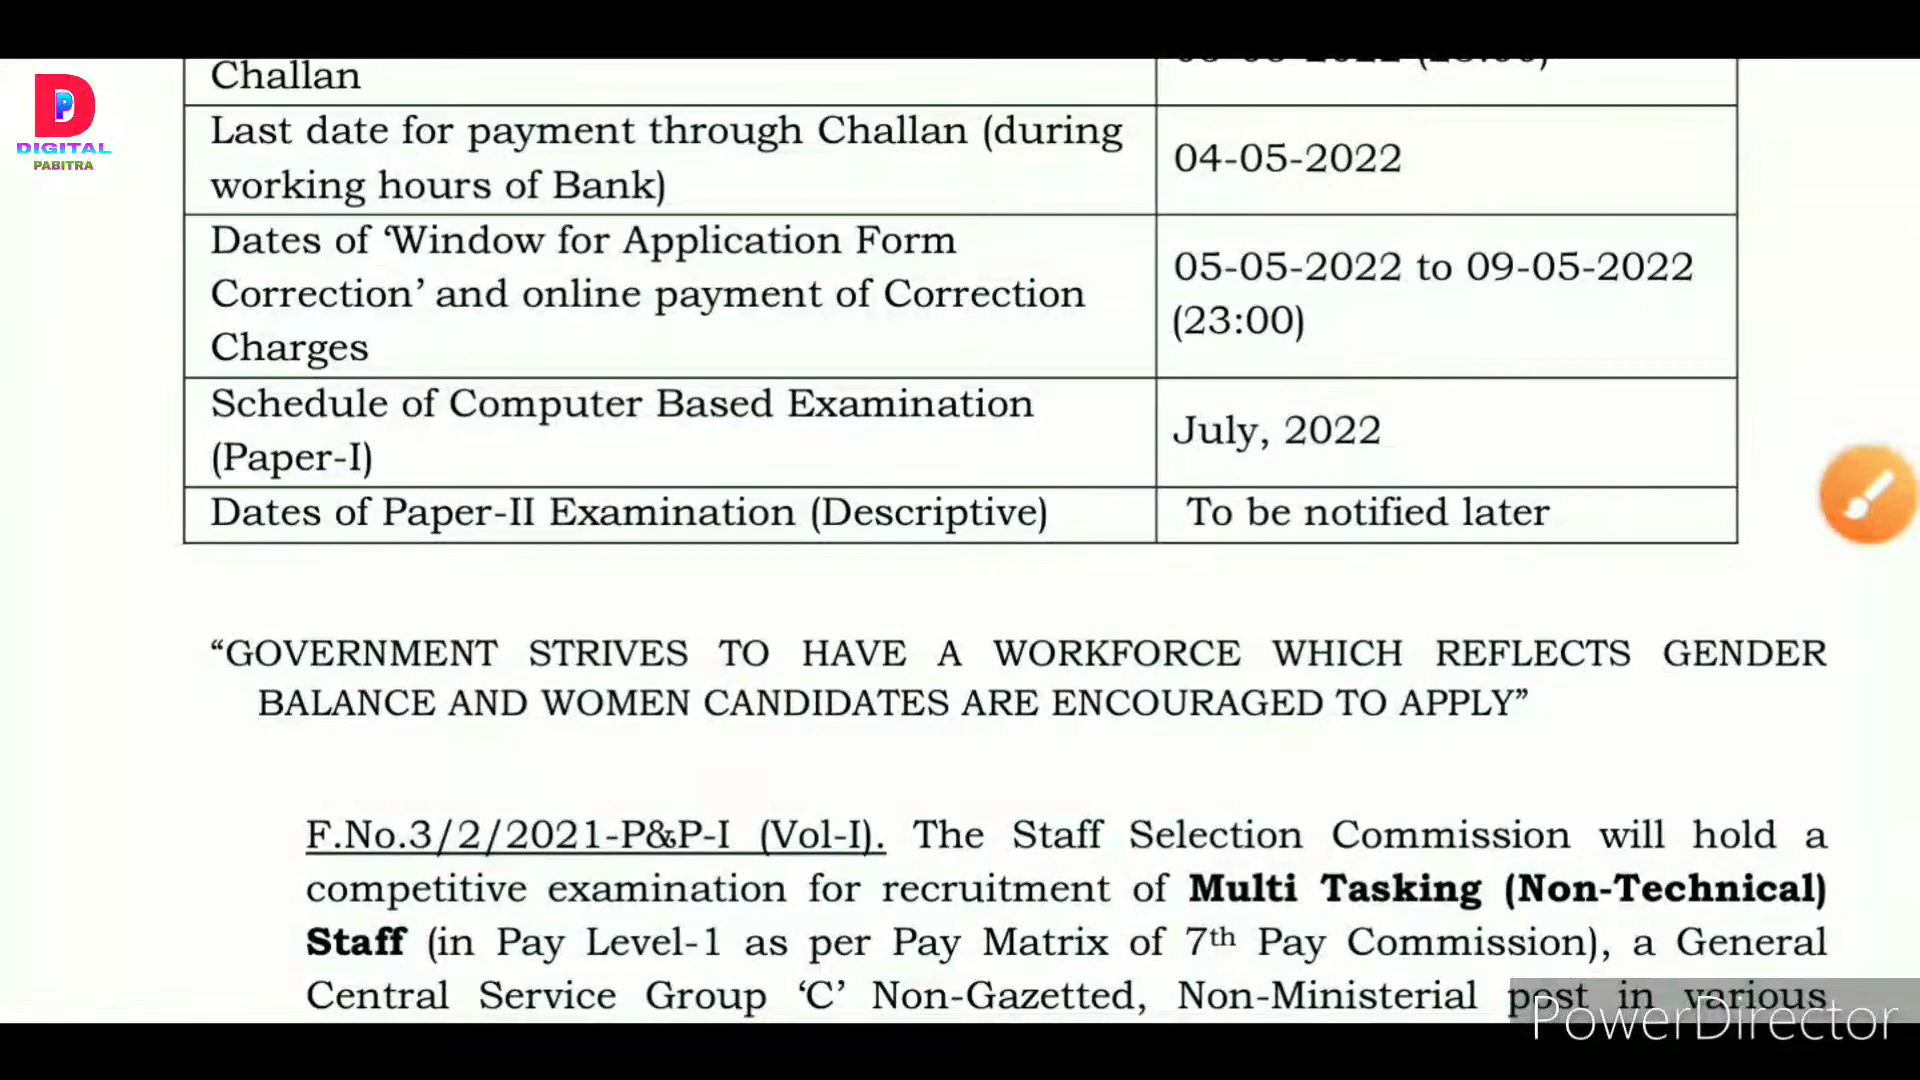 Challan
DIGITAL
PABITRA
Last date for payment through Challan (during
working hours of Bank)
04-05-2022
Dates of ‘Window for Application Form
Correction’ and online payment of Correction
Charges
05-05-2022 to 09-05-2022
(23:00)
Schedule of Computer Based Examination
(Paper-I)
July, 2022
Dates of Paper-II Examination (Descriptive)
To be notified later
“GOVERNMENT STRIVES TO HAVE A WORKFORCE WHICH REFLECTS GENDER
BALANCE AND WOMEN CANDIDATES ARE ENCOURAGED TO APPLY”
F.No.3/2/2021-P&P-I (Vol-I). The Staff Selection Commission will hold a
competitive examination for recruitment of Multi Tasking (Non-Technical)
Staff (in Pay Level-1 as per Pay Matrix of 7th Pay Commission), a General
Central Service Group ‘C’ Non-Gazetted, Non-Ministerial post in various
PowerDirector